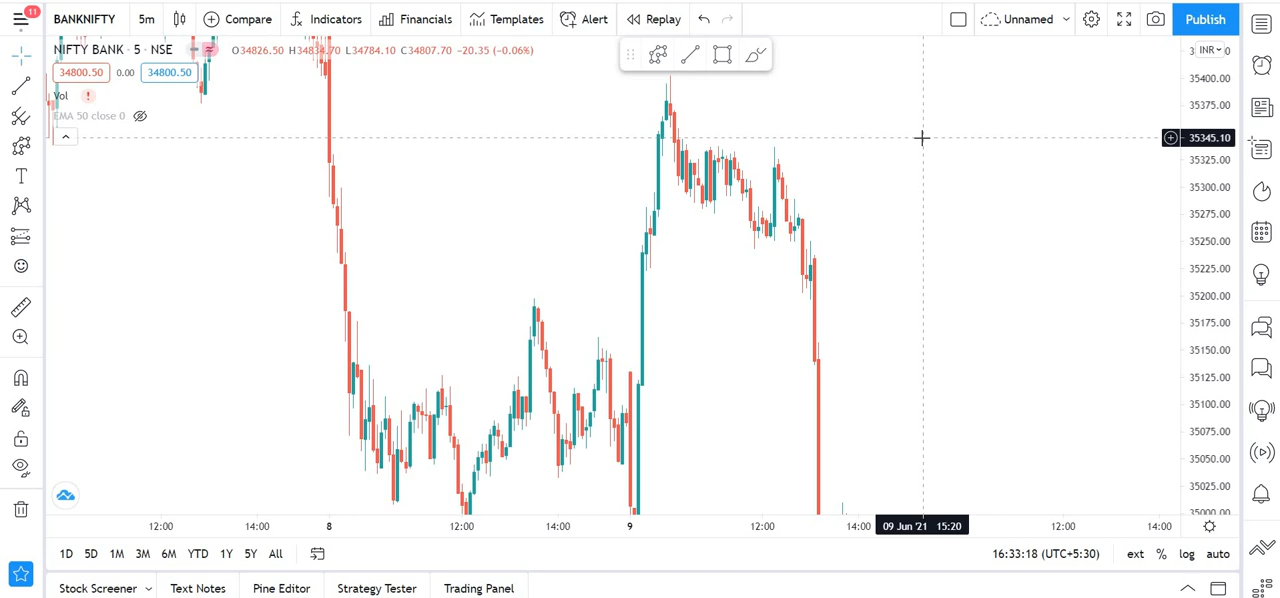 11
BANKNIFTY
5m
Compare
Indicators
Financials
Templates
Alert
Replay
Unnamed
Publish
NIFTY BANK · 5 · NSE
O34826.50 H34834.70 L34784.10 C34807.70 −20.35 (−0.06%)
INR
34800.50 0.00 34800.50
Vol
EMA 50 close 0
35400.00
35375.00
35345.10
35325.00
35300.00
35275.00
35250.00
35225.00
35200.00
35175.00
35150.00
35125.00
35100.00
35075.00
35050.00
35025.00
35000.00
12:00 14:00 8 12:00 14:00 9 12:00 14:00 09 Jun '21 15:20 12:00 14:00
1D 5D 1M 3M 6M YTD 1Y 5Y All
16:33:18 (UTC+5:30) ext % log auto
Stock Screener Text Notes Pine Editor Strategy Tester Trading Panel